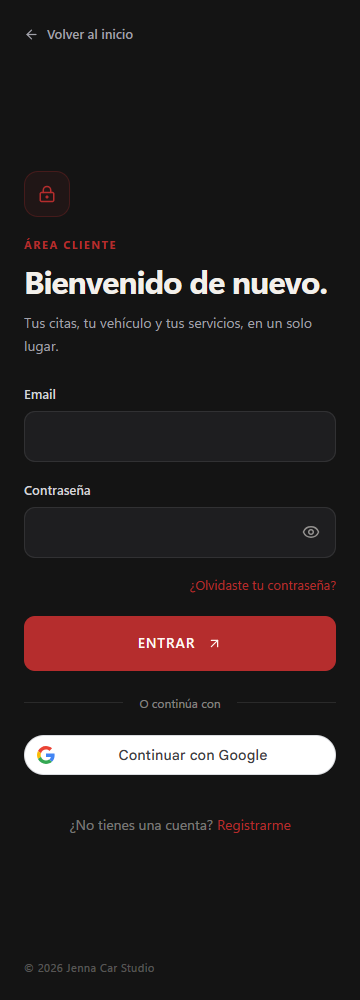 Volver al inicio
ÁREA CLIENTE
Bienvenido de nuevo.
Tus citas, tu vehículo y tus servicios, en un solo
lugar.
Email
Contraseña
¿Olvidaste tu contraseña?
ENTRAR
O continúa con
Continuar con Google
¿No tienes una cuenta? Registrarme
© 2026 Jenna Car Studio